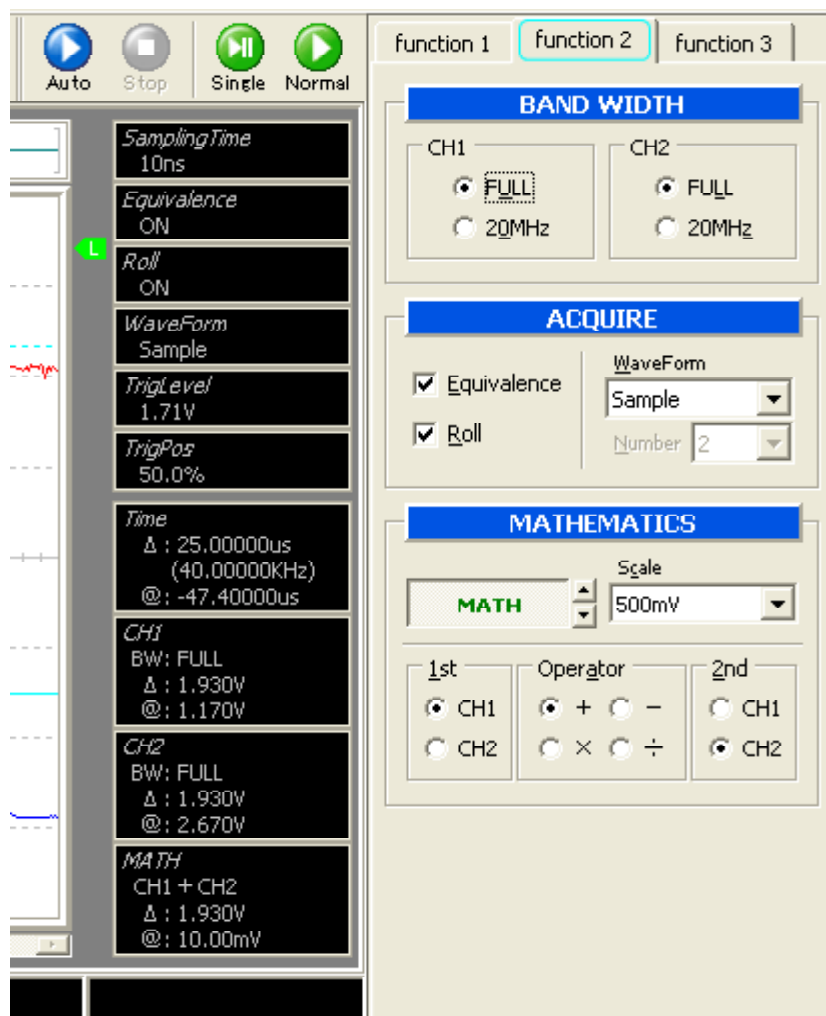 Auto Stop Single Normal
L
SamplingTime
10ns
Equivalence
ON
Roll
ON
WaveForm
Sample
TrigLevel
1.71V
TrigPos
50.0%
Time
Δ : 25.00000us
(40.00000KHz)
@: -47.40000us
CH1
BW: FULL
Δ : 1.930V
@: 1.170V
CH2
BW: FULL
Δ : 1.930V
@: 2.670V
MATH
CH1 + CH2
Δ : 1.930V
@: 10.00mV
function 1 function 2 function 3
BAND WIDTH
CH1 CH2
FULL FULL
20MHz 20MHz
ACQUIRE
WaveForm
Equivalence Sample
Roll Number 2
MATHEMATICS
Scale
MATH 500mV
1st Operator 2nd
CH1 + − CH1
CH2 × ÷ CH2